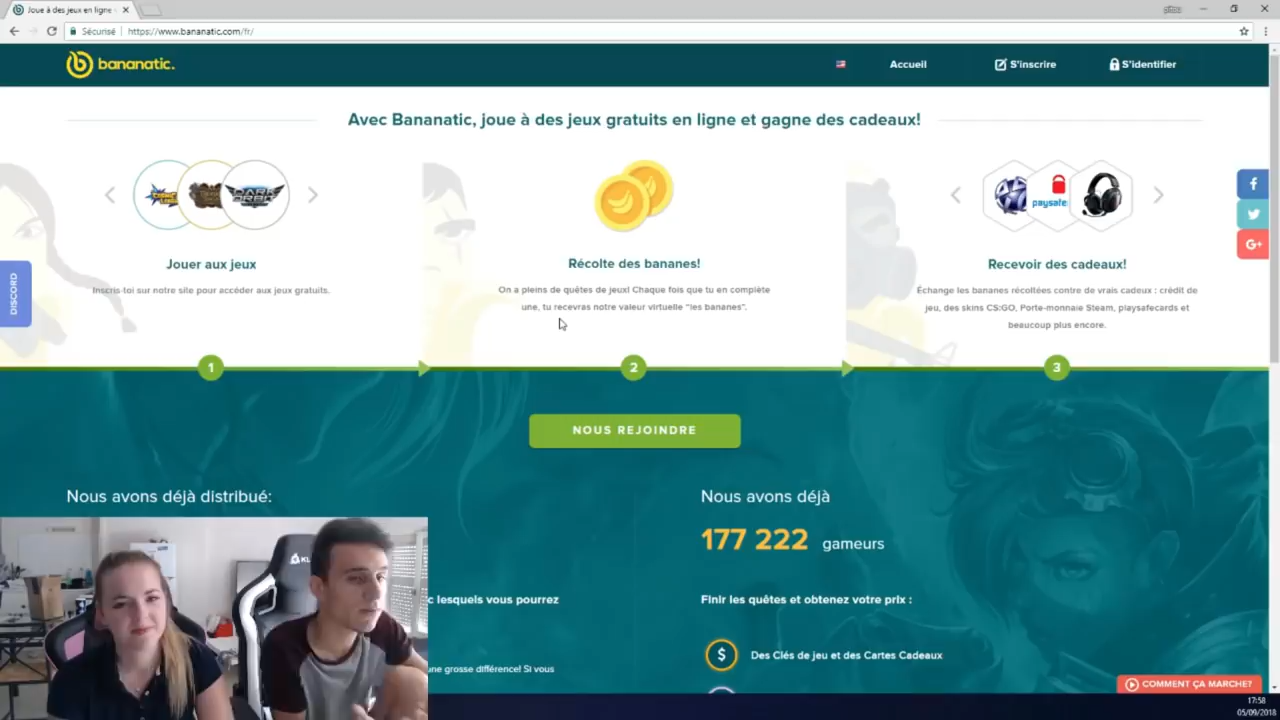 Joue à des jeux en ligne
Sécurisé https://www.bananatic.com/fr/
bananatic.
Accueil
S'inscrire
S'identifier
Avec Bananatic, joue à des jeux gratuits en ligne et gagne des cadeaux!
DARK ORBIT
paysafe
DISCORD
Jouer aux jeux
Inscris-toi sur notre site pour accéder aux jeux gratuits.
Récolte des bananes!
On a pleins de quêtes de jeux! Chaque fois que tu en complète
une, tu recevras notre valeur virtuelle "les bananes".
Recevoir des cadeaux!
Échange les bananes récoltées contre de vrais cadeaux : crédit de
jeu, des skins CS:GO, Porte-monnaie Steam, playsafecards et
beaucoup plus encore.
1
2
3
NOUS REJOINDRE
Nous avons déjà distribué:
Nous avons déjà
177 222 gameurs
c lesquels vous pourrez
Finir les quêtes et obtenez votre prix :
une grosse différence! Si vous
$ Des Clés de jeu et des Cartes Cadeaux
COMMENT ÇA MARCHE?
17:58
05/09/2018